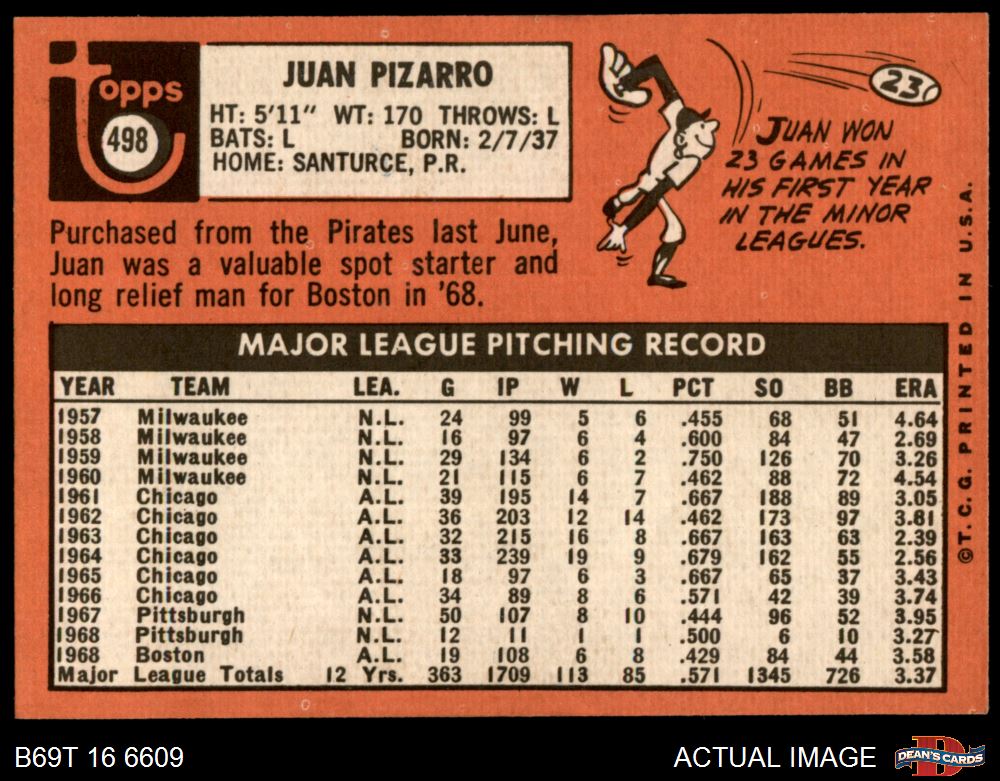 topps
498
JUAN PIZARRO
HT: 5'11" WT: 170 THROWS: L
BATS: L BORN: 2/7/37
HOME: SANTURCE, P.R.
23
JUAN WON
23 GAMES IN
HIS FIRST YEAR
IN THE MINOR
LEAGUES.
Purchased from the Pirates last June,
Juan was a valuable spot starter and
long relief man for Boston in '68.
MAJOR LEAGUE PITCHING RECORD
YEAR TEAM LEA. G IP W L PCT SO BB ERA
1957 Milwaukee N.L. 24 99 5 6 .455 68 51 4.64
1958 Milwaukee N.L. 16 97 6 4 .600 84 47 2.69
1959 Milwaukee N.L. 29 134 6 2 .750 126 70 3.26
1960 Milwaukee N.L. 21 115 6 7 .462 88 72 4.54
1961 Chicago A.L. 39 195 14 7 .667 188 89 3.05
1962 Chicago A.L. 36 203 12 14 .462 173 97 3.81
1963 Chicago A.L. 32 215 16 8 .667 163 63 2.39
1964 Chicago A.L. 33 239 19 9 .679 162 55 2.56
1965 Chicago A.L. 18 97 6 3 .667 65 37 3.43
1966 Chicago A.L. 34 89 8 6 .571 42 39 3.74
1967 Pittsburgh N.L. 50 107 8 10 .444 96 52 3.95
1968 Pittsburgh N.L. 12 11 1 1 .500 6 10 3.27
1968 Boston A.L. 19 108 6 8 .429 84 44 3.58
Major League Totals 12 Yrs. 363 1709 113 85 .571 1345 726 3.37
©T.C.G. PRINTED IN U.S.A.
B69T 16 6609
ACTUAL IMAGE
D
DEAN'S CARDS